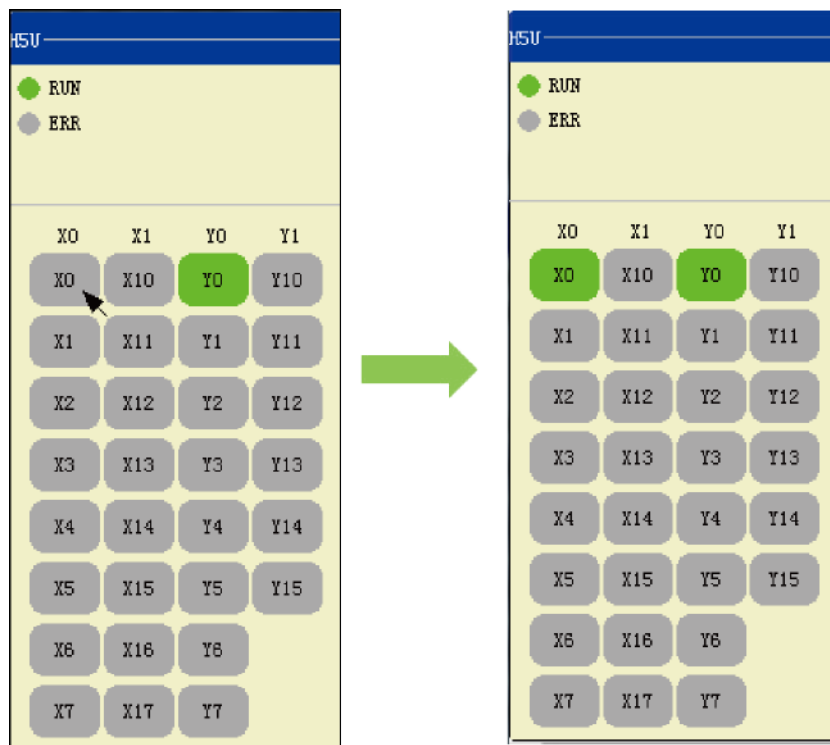 H5U
RUN
ERR
X0 X1 Y0 Y1
X0 X10 Y0 Y10
X1 X11 Y1 Y11
X2 X12 Y2 Y12
X3 X13 Y3 Y13
X4 X14 Y4 Y14
X5 X15 Y5 Y15
X6 X16 Y6
X7 X17 Y7
H5U
RUN
ERR
X0 X1 Y0 Y1
X0 X10 Y0 Y10
X1 X11 Y1 Y11
X2 X12 Y2 Y12
X3 X13 Y3 Y13
X4 X14 Y4 Y14
X5 X15 Y5 Y15
X6 X16 Y6
X7 X17 Y7